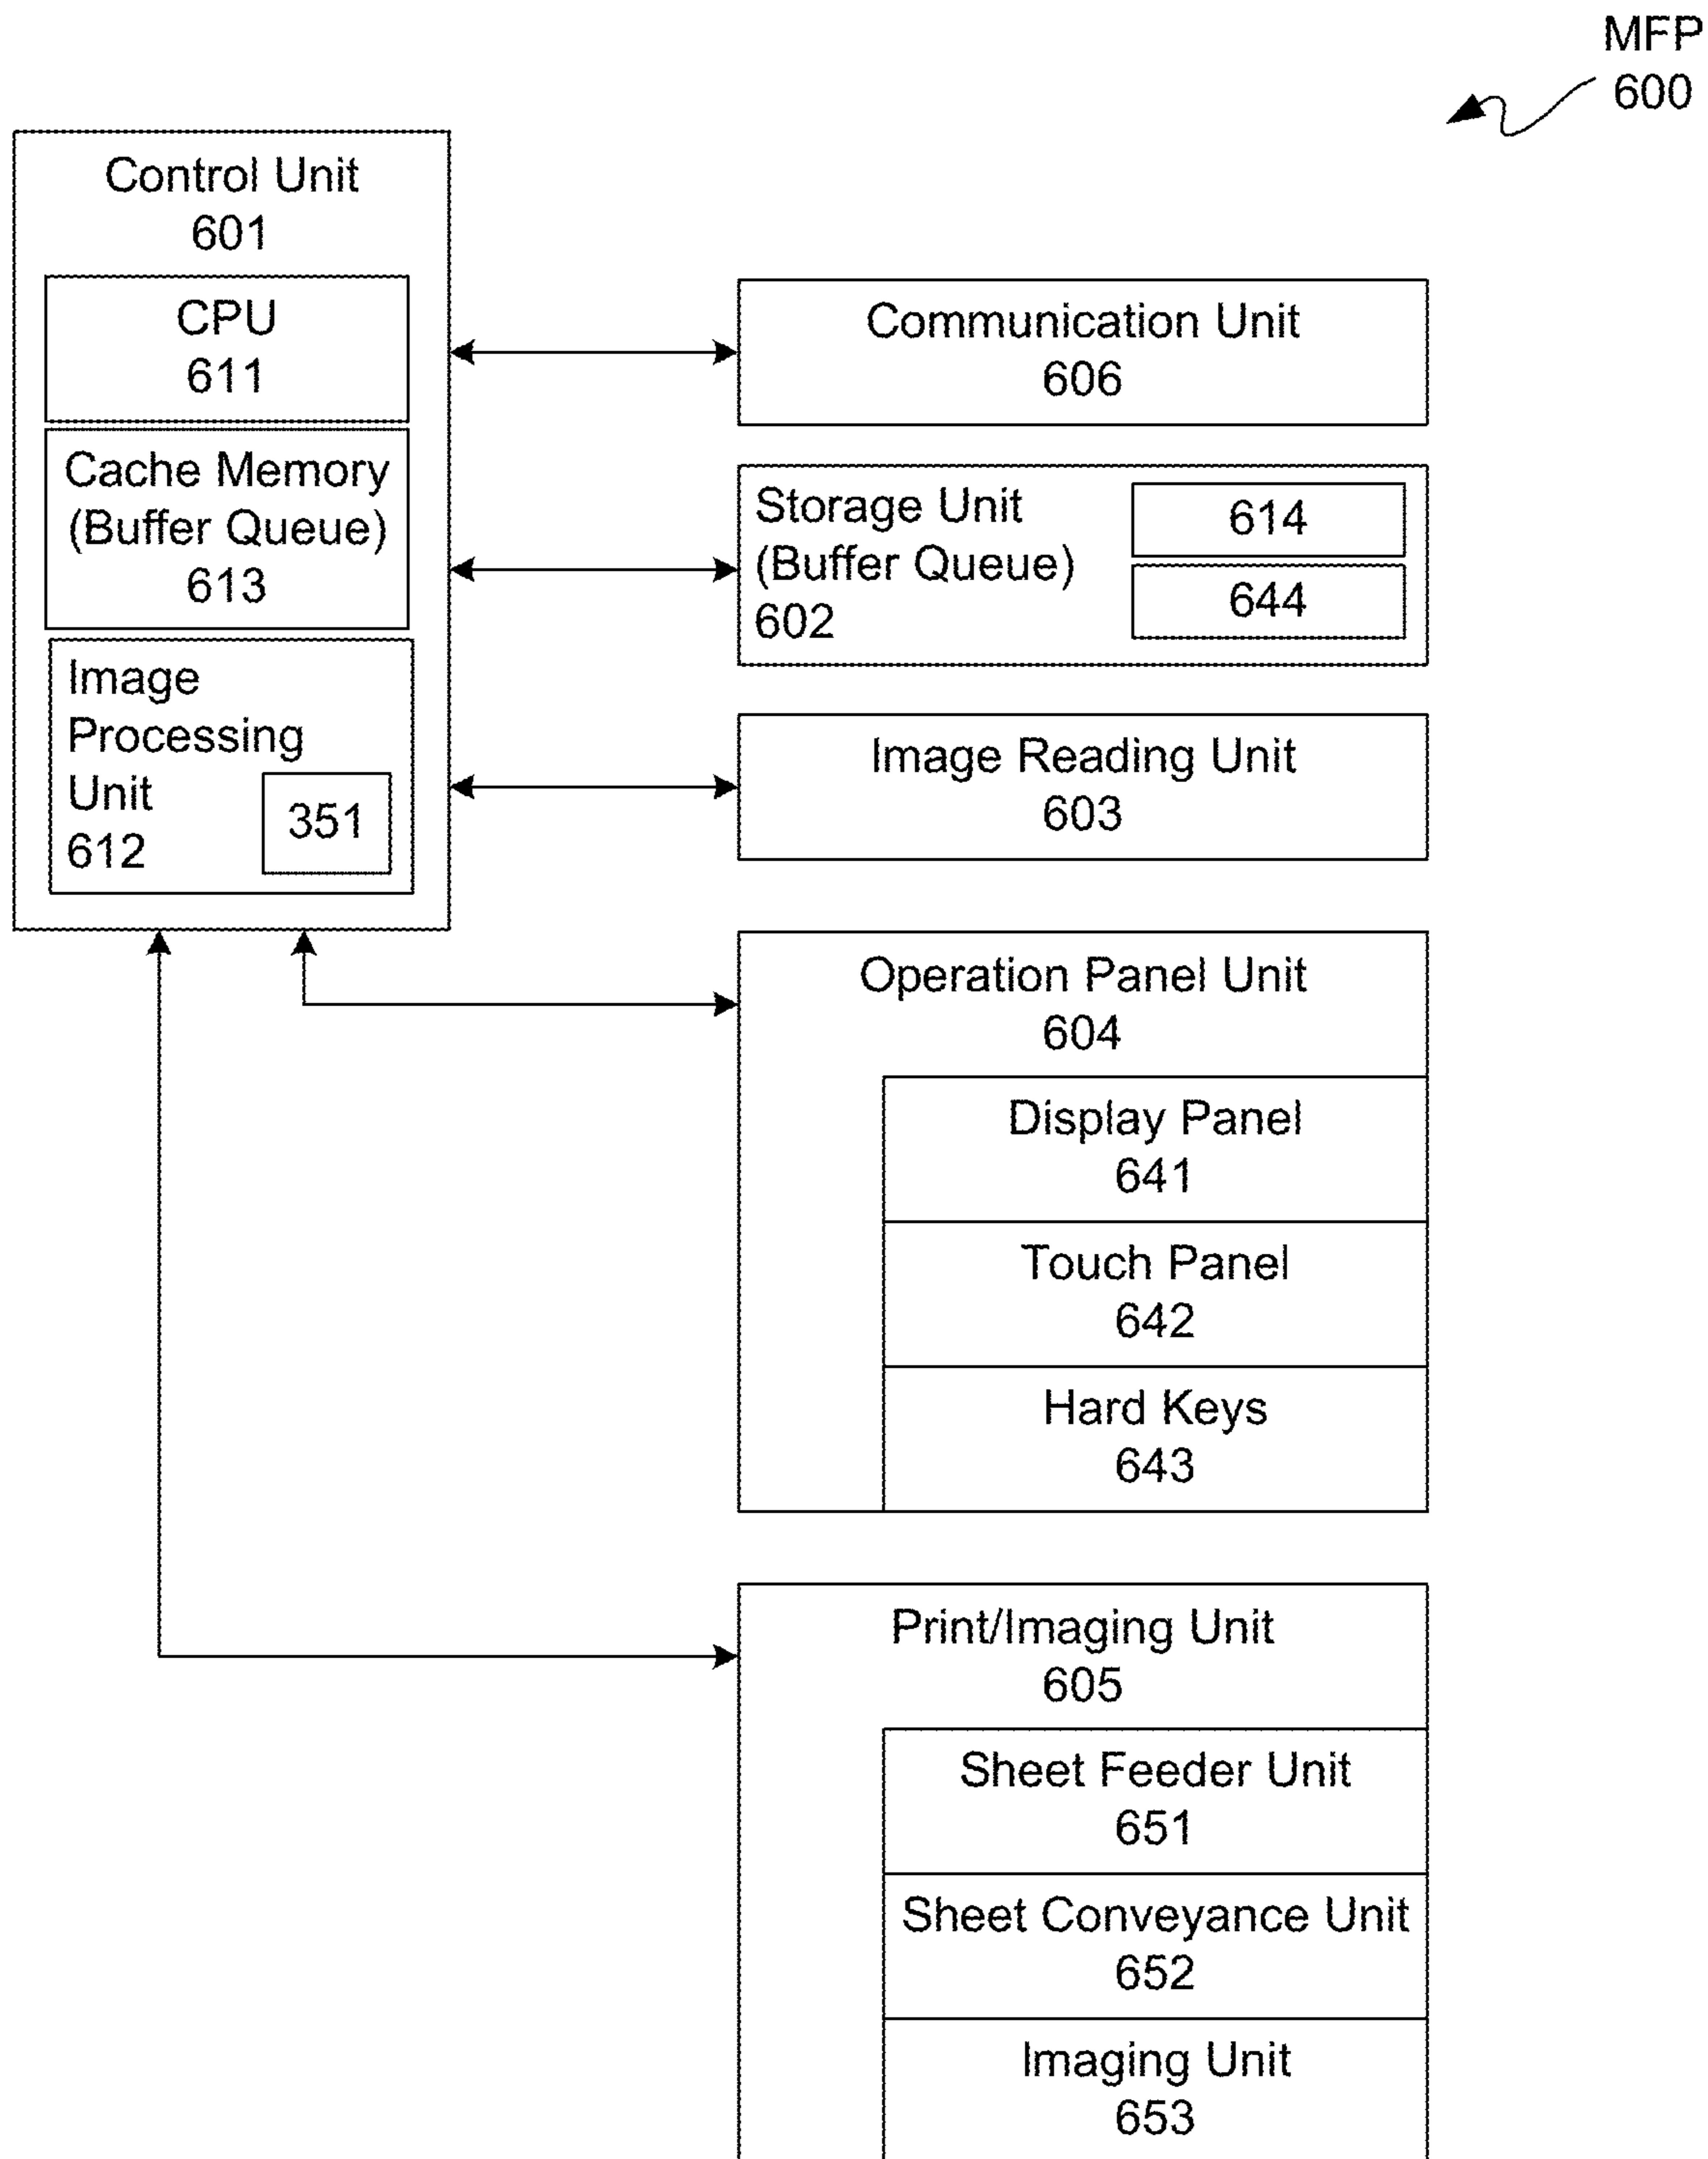 MFP
600
Control Unit
601
CPU
611
Cache Memory
(Buffer Queue)
613
Image
Processing
Unit
612
351
Communication Unit
606
Storage Unit
(Buffer Queue)
602
614
644
Image Reading Unit
603
Operation Panel Unit
604
Display Panel
641
Touch Panel
642
Hard Keys
643
Print/Imaging Unit
605
Sheet Feeder Unit
651
Sheet Conveyance Unit
652
Imaging Unit
653